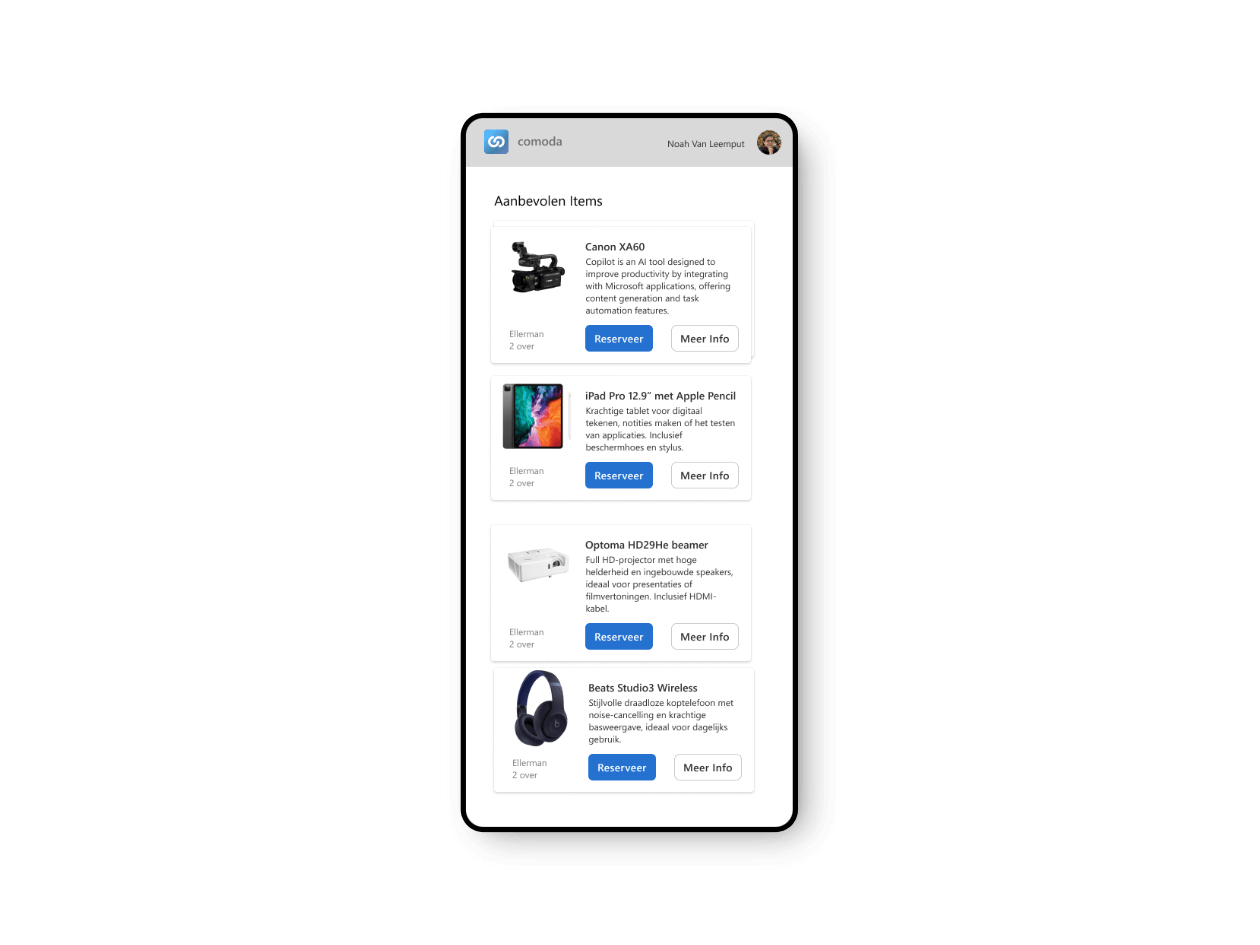 comoda
Noah Van Leemput
Aanbevolen Items
Canon XA60
Copilot is an AI tool designed to
improve productivity by integrating
with Microsoft applications, offering
content generation and task
automation features.
Ellerman
2 over
Reserveer
Meer Info
iPad Pro 12.9” met Apple Pencil
Krachtige tablet voor digitaal
tekenen, notities maken of het testen
van applicaties. Inclusief
beschermhoes en stylus.
Ellerman
2 over
Reserveer
Meer Info
Optoma HD29He beamer
Full HD-projector met hoge
helderheid en ingebouwde speakers,
ideaal voor presentaties of
filmvertoningen. Inclusief HDMI-
kabel.
Ellerman
2 over
Reserveer
Meer Info
Beats Studio3 Wireless
Stijlvolle draadloze koptelefoon met
noise-cancelling en krachtige
basweergave, ideaal voor dagelijks
gebruik.
Ellerman
2 over
Reserveer
Meer Info